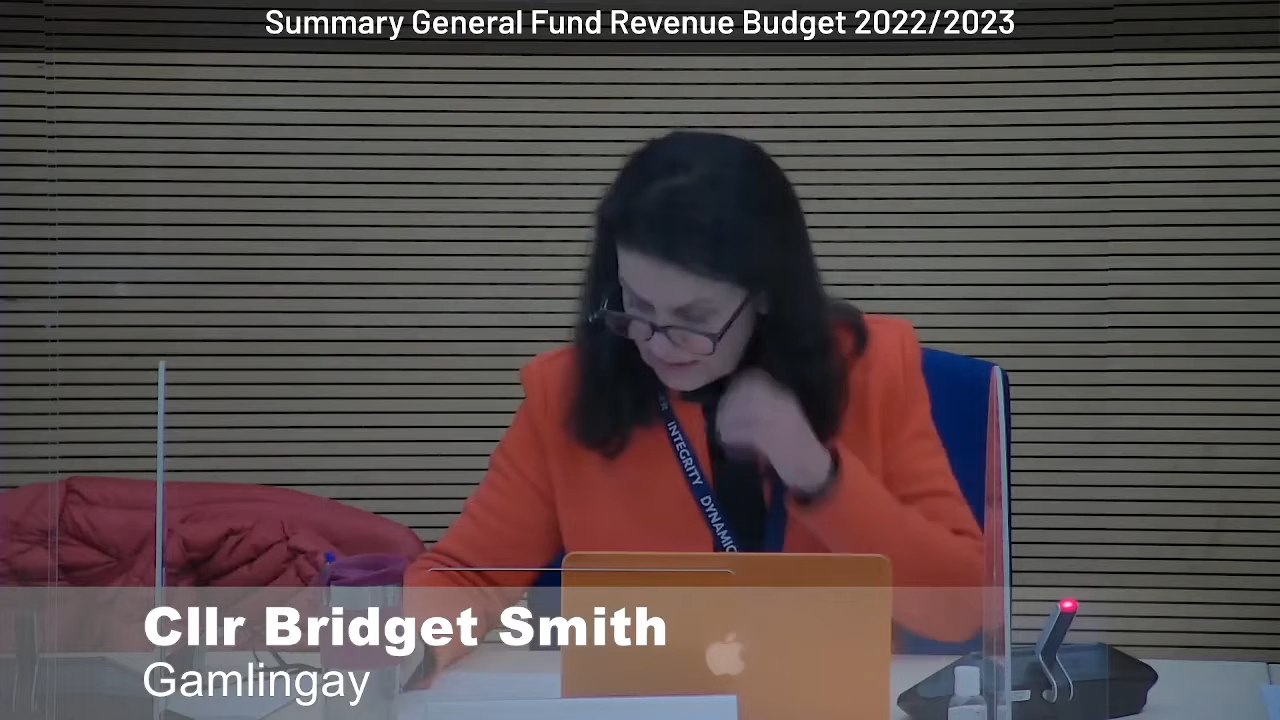 Summary General Fund Revenue Budget 2022/2023
INTEGRITY DYNAMIC
Cllr Bridget Smith
Gamlingay